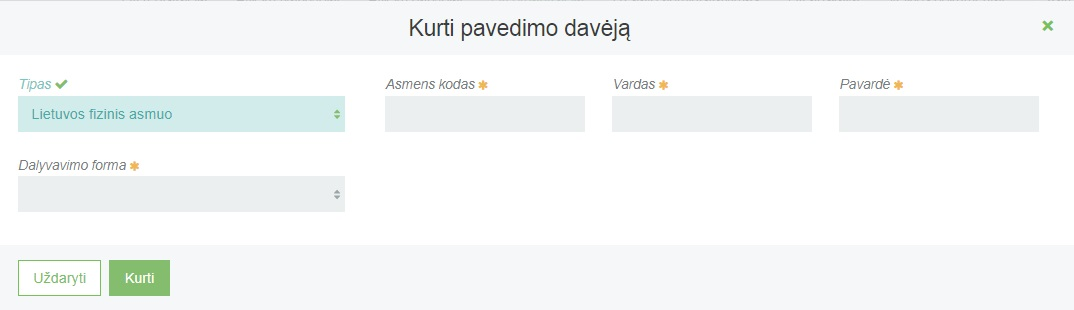 Kurti pavedimo davėją
Tipas
Asmens kodas
Vardas
Pavardė
Lietuvos fizinis asmuo
Dalyvavimo forma
Uždaryti
Kurti